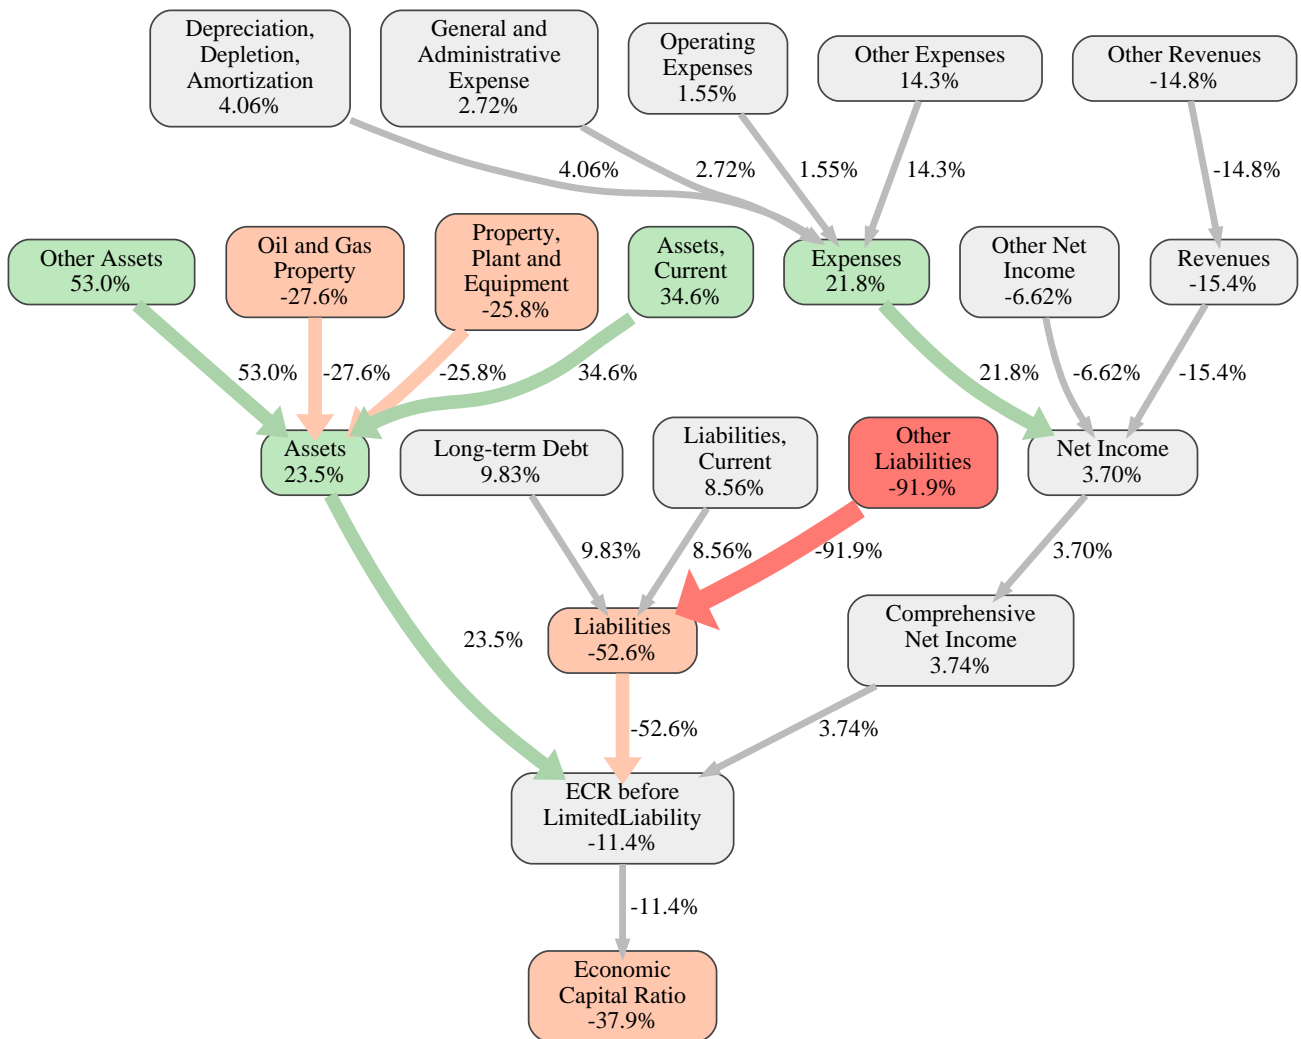 Depreciation,
Depletion,
Amortization
4.06%
General and
Administrative
Expense
2.72%
Operating
Expenses
1.55%
Other Expenses
14.3%
Other Revenues
-14.8%
4.06%
2.72%
1.55%
14.3%
-14.8%
Other Assets
53.0%
Oil and Gas
Property
-27.6%
Property,
Plant and
Equipment
-25.8%
Assets,
Current
34.6%
Expenses
21.8%
Other Net
Income
-6.62%
Revenues
-15.4%
53.0%
-27.6%
-25.8%
34.6%
21.8%
-6.62%
-15.4%
Assets
23.5%
Long-term Debt
9.83%
Liabilities,
Current
8.56%
Other
Liabilities
-91.9%
Net Income
3.70%
9.83%
8.56%
-91.9%
3.70%
23.5%
Liabilities
-52.6%
Comprehensive
Net Income
3.74%
-52.6%
3.74%
ECR before
LimitedLiability
-11.4%
-11.4%
Economic
Capital Ratio
-37.9%